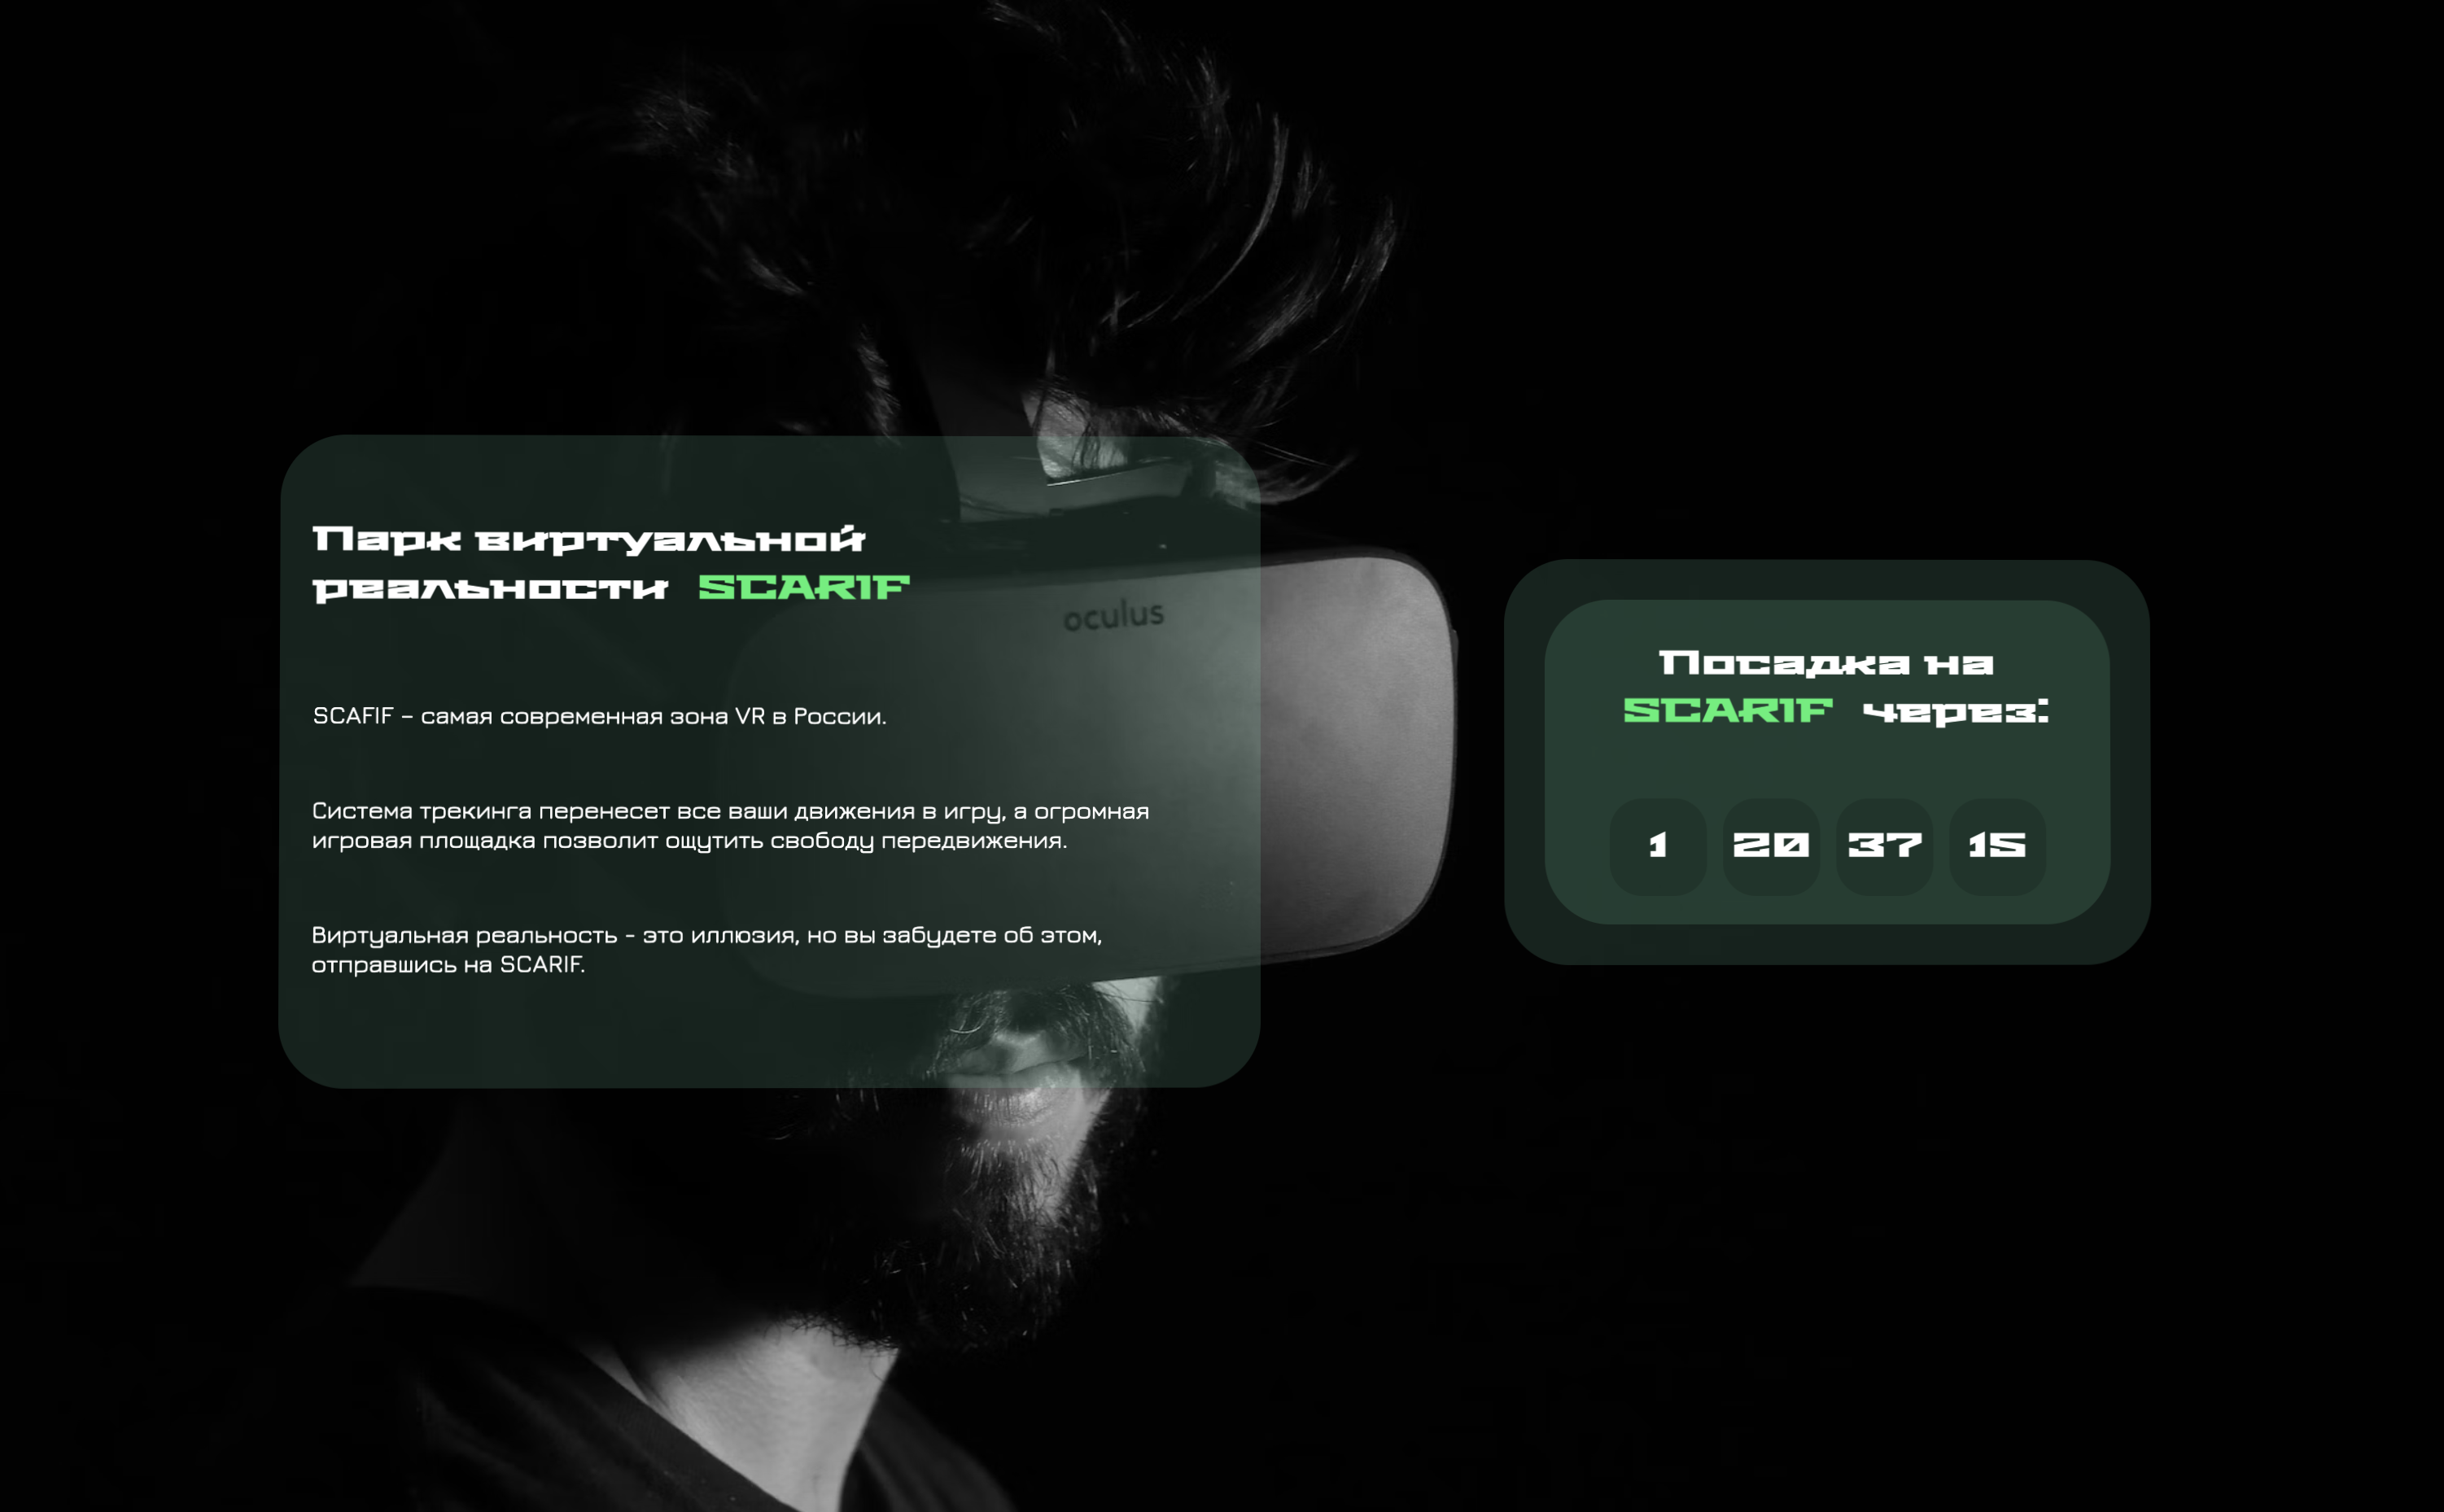 Парк виртуальной
реальности SCARIF
oculus
SCAFIF – самая современная зона VR в России.
Система трекинга перенесет все ваши движения в игру, а огромная
игровая площадка позволит ощутить свободу передвижения.
Виртуальная реальность - это иллюзия, но вы забудете об этом,
отправшись на SCARIF.
Посадка на
SCARIF через:
1 20 37 15